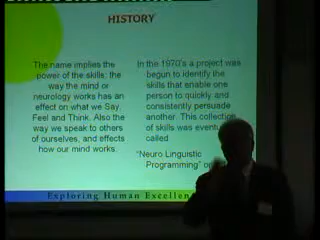 HISTORY
The name implies the
power of the skills; the
way the mind or
neurology works has an
effect on what we Say,
Feel and Think. Also the
way we speak to others
of ourselves, and effects
how our mind works.
In the 1970's a project was
begun to identify the
skills that enable one
person to quickly and
consistently persuade
another. This collection
of skills was
called
"Neuro Linguistic
Programming"
Exploring Human